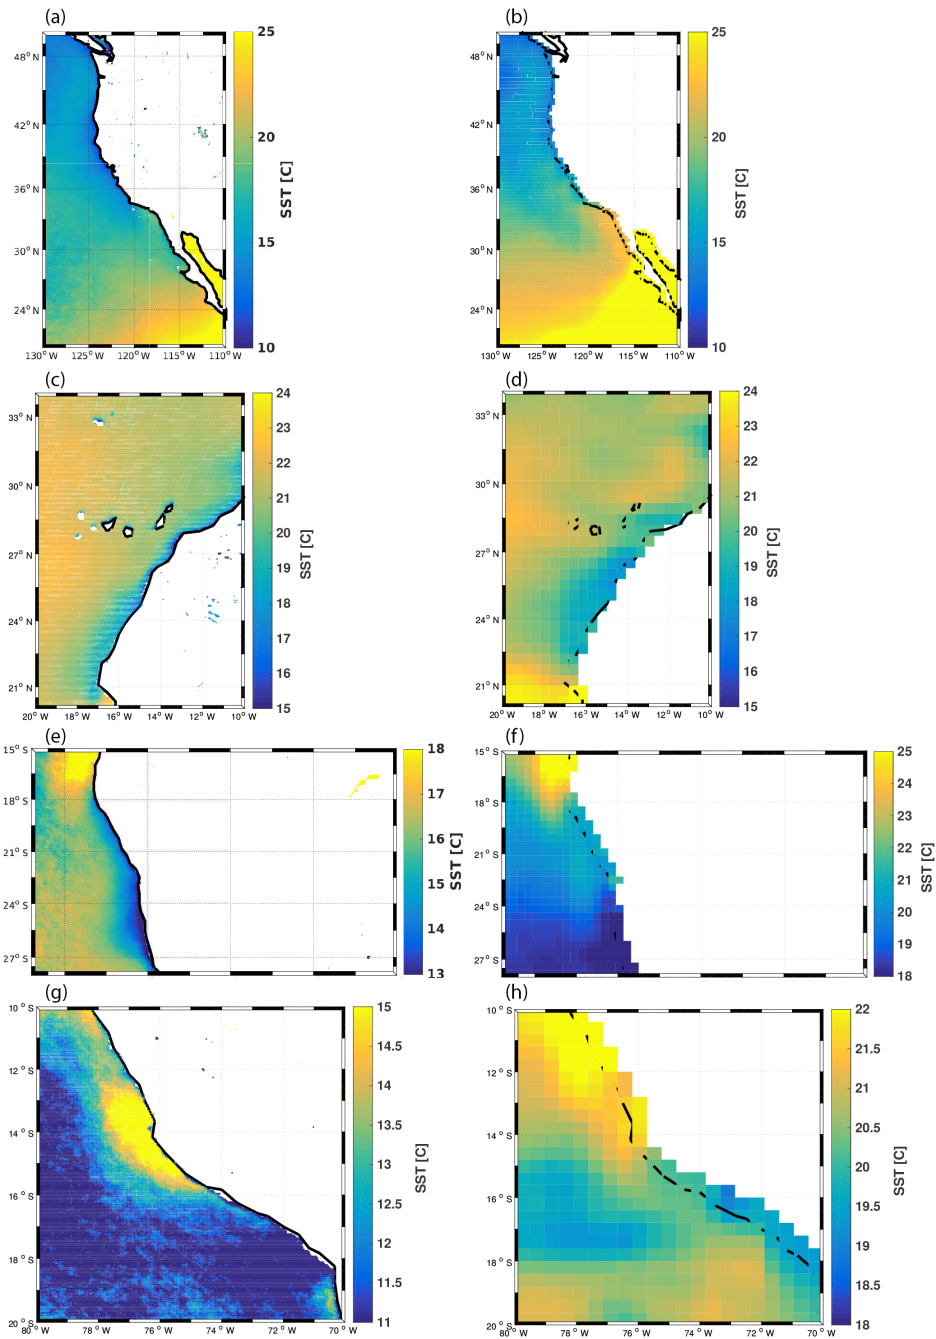 (a)
(b)
48° N
42° N
36° N
30° N
24° N
130° W 125° W 120° W 115° W 110° W
25
20
15
10
SST [C]
48° N
42° N
36° N
30° N
24° N
130° W 125° W 120° W 115° W 110° W
25
20
15
10
SST [C]
(c)
(d)
33° N
30° N
27° N
24° N
21° N
20° W 18° W 16° W 14° W 12° W 10° W
24
23
22
21
20
19
18
17
16
15
SST [C]
33° N
30° N
27° N
24° N
21° N
20° W 18° W 16° W 14° W 12° W 10° W
24
23
22
21
20
19
18
17
16
15
SST [C]
(e)
(f)
15° S
18° S
21° S
24° S
27° S
18
17
16
15
14
13
SST [C]
15° S
18° S
21° S
24° S
27° S
25
24
23
22
21
20
19
18
SST [C]
(g)
(h)
10° S
12° S
14° S
16° S
18° S
20° S
80° W 78° W 76° W 74° W 72° W 70° W
15
14.5
14
13.5
13
12.5
12
11.5
11
SST [C]
10° S
12° S
14° S
16° S
18° S
20° S
80° W 78° W 76° W 74° W 72° W 70° W
22
21.5
21
20.5
20
19.5
19
18.5
18
SST [C]